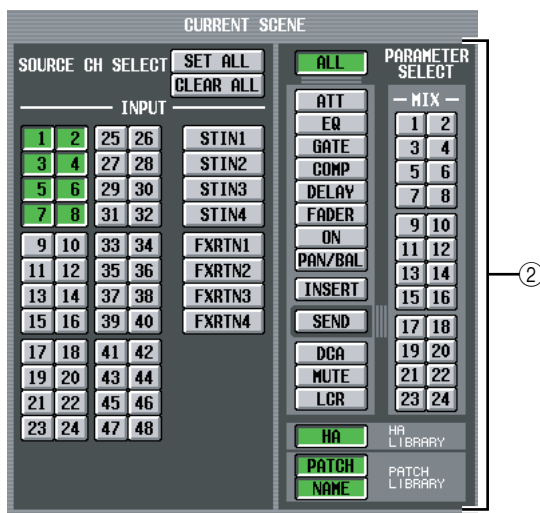 CURRENT SCENE
SOURCE CH SELECT
SET ALL
CLEAR ALL
INPUT
1 2 25 26 STIN1
3 4 27 28 STIN2
5 6 29 30 STIN3
7 8 31 32 STIN4
9 10 33 34 FXRTN1
11 12 35 36 FXRTN2
13 14 37 38 FXRTN3
15 16 39 40 FXRTN4
17 18 41 42
19 20 43 44
21 22 45 46
23 24 47 48
ALL
PARAMETER
SELECT
ATT
EQ
GATE
COMP
DELAY
FADER
ON
PAN/BAL
INSERT
SEND
DCA
MUTE
LCR
MIX
1 2
3 4
5 6
7 8
9 10
11 12
13 14
15 16
17 18
19 20
21 22
23 24
HA
HA
LIBRARY
PATCH
NAME
PATCH
LIBRARY
②